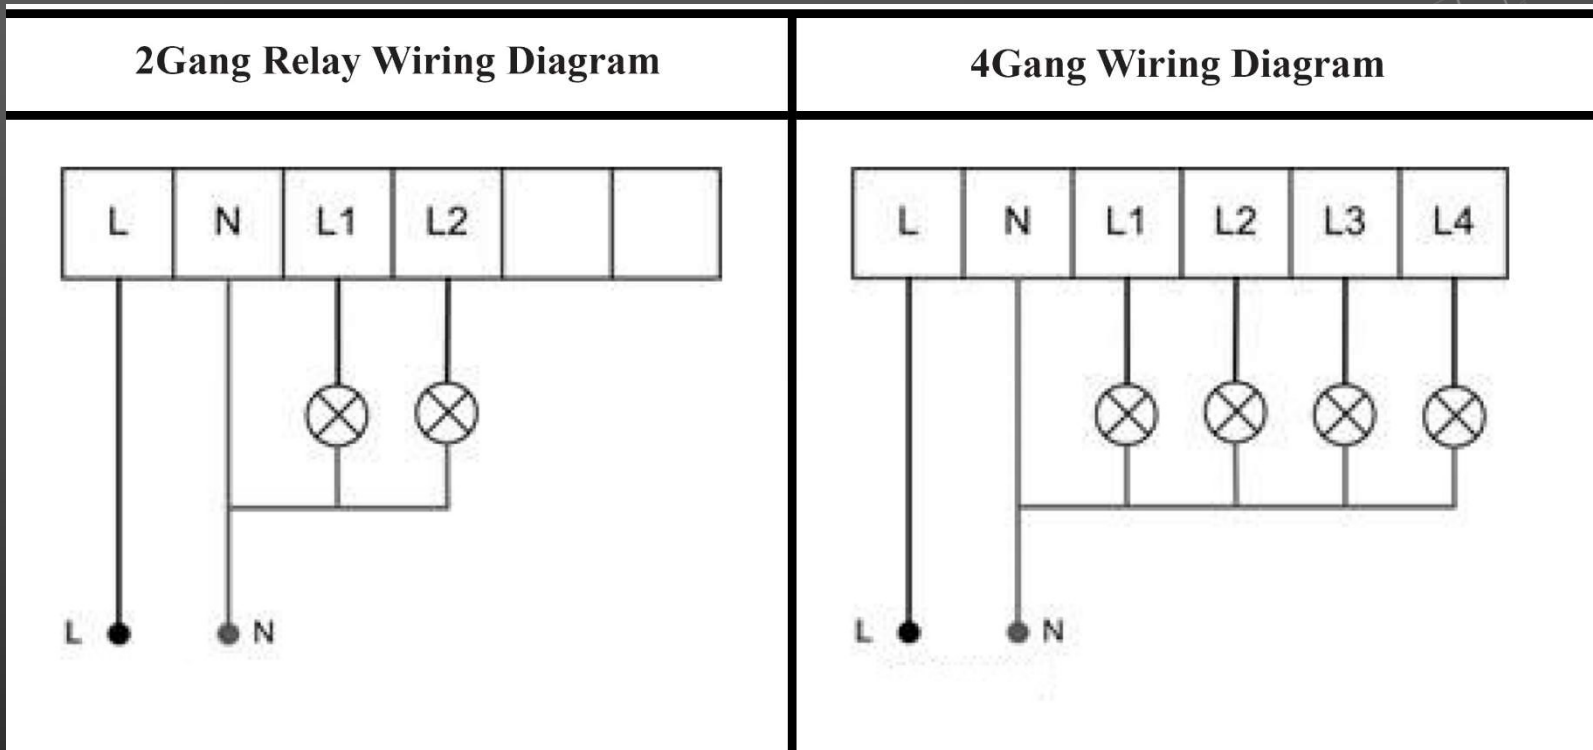 2Gang Relay Wiring Diagram
L N L1 L2
L N
4Gang Wiring Diagram
L N L1 L2 L3 L4
L N